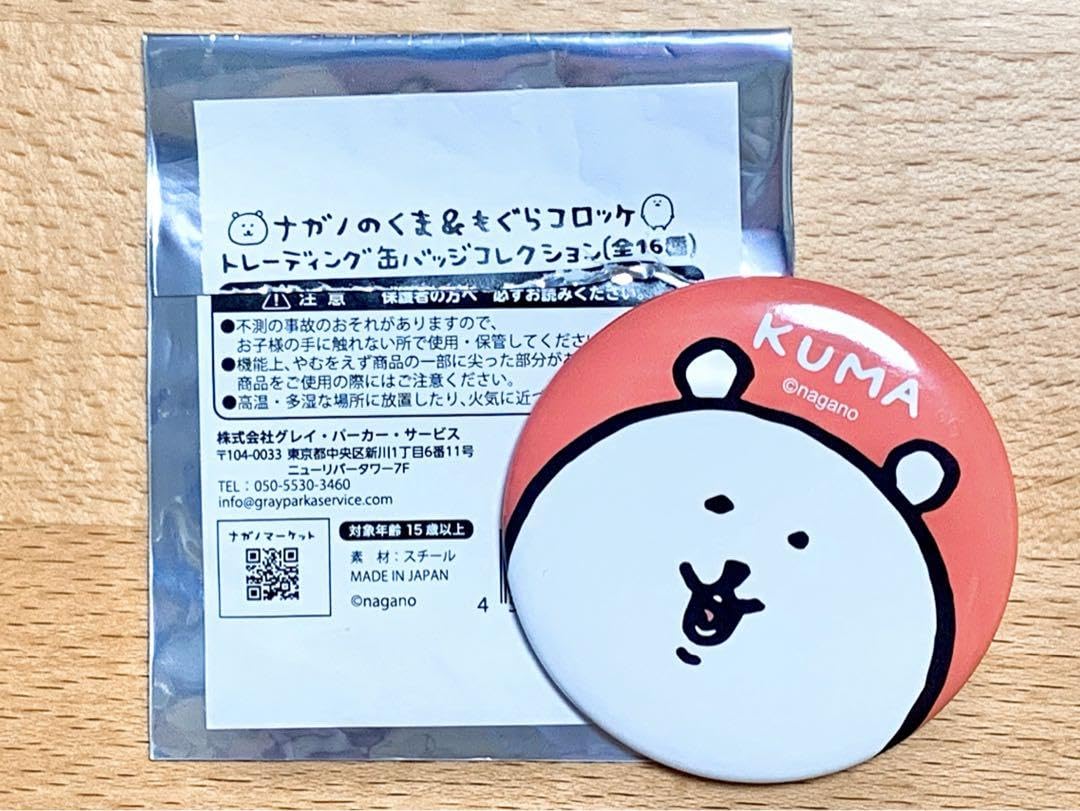 ナガノのくま&もぐらコロッケ
トレーディング缶バッジコレクション(全16種)
注意 保護者の方へ 必ずお読みください。
●不測の事故のおそれがありますので、
お子様の手に触れない所で使用・保管してくださ
●機能上、やむをえず商品の一部に尖った部分が
商品をご使用の際にはご注意ください。
●高温・多湿な場所に放置したり、火気に近づ
株式会社グレイ・パーカー・サービス
〒104-0033 東京都中央区新川1丁目6番11号
ニューリバータワー7F
TEL:050-5530-3460
info@grayparkaservice.com
ナガノマーケット
対象年齢 15歳以上
素 材:スチール
MADE IN JAPAN
©nagano
4
KUMA
©nagano